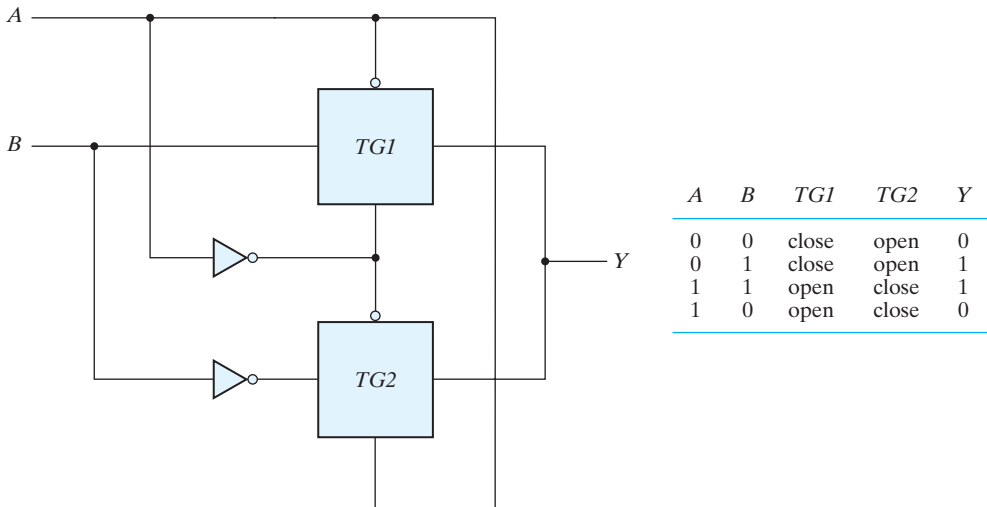 A
B
TG1
TG2
Y
A B TG1 TG2 Y
0 0 close open 0
0 1 close open 1
1 1 open close 1
1 0 open close 0